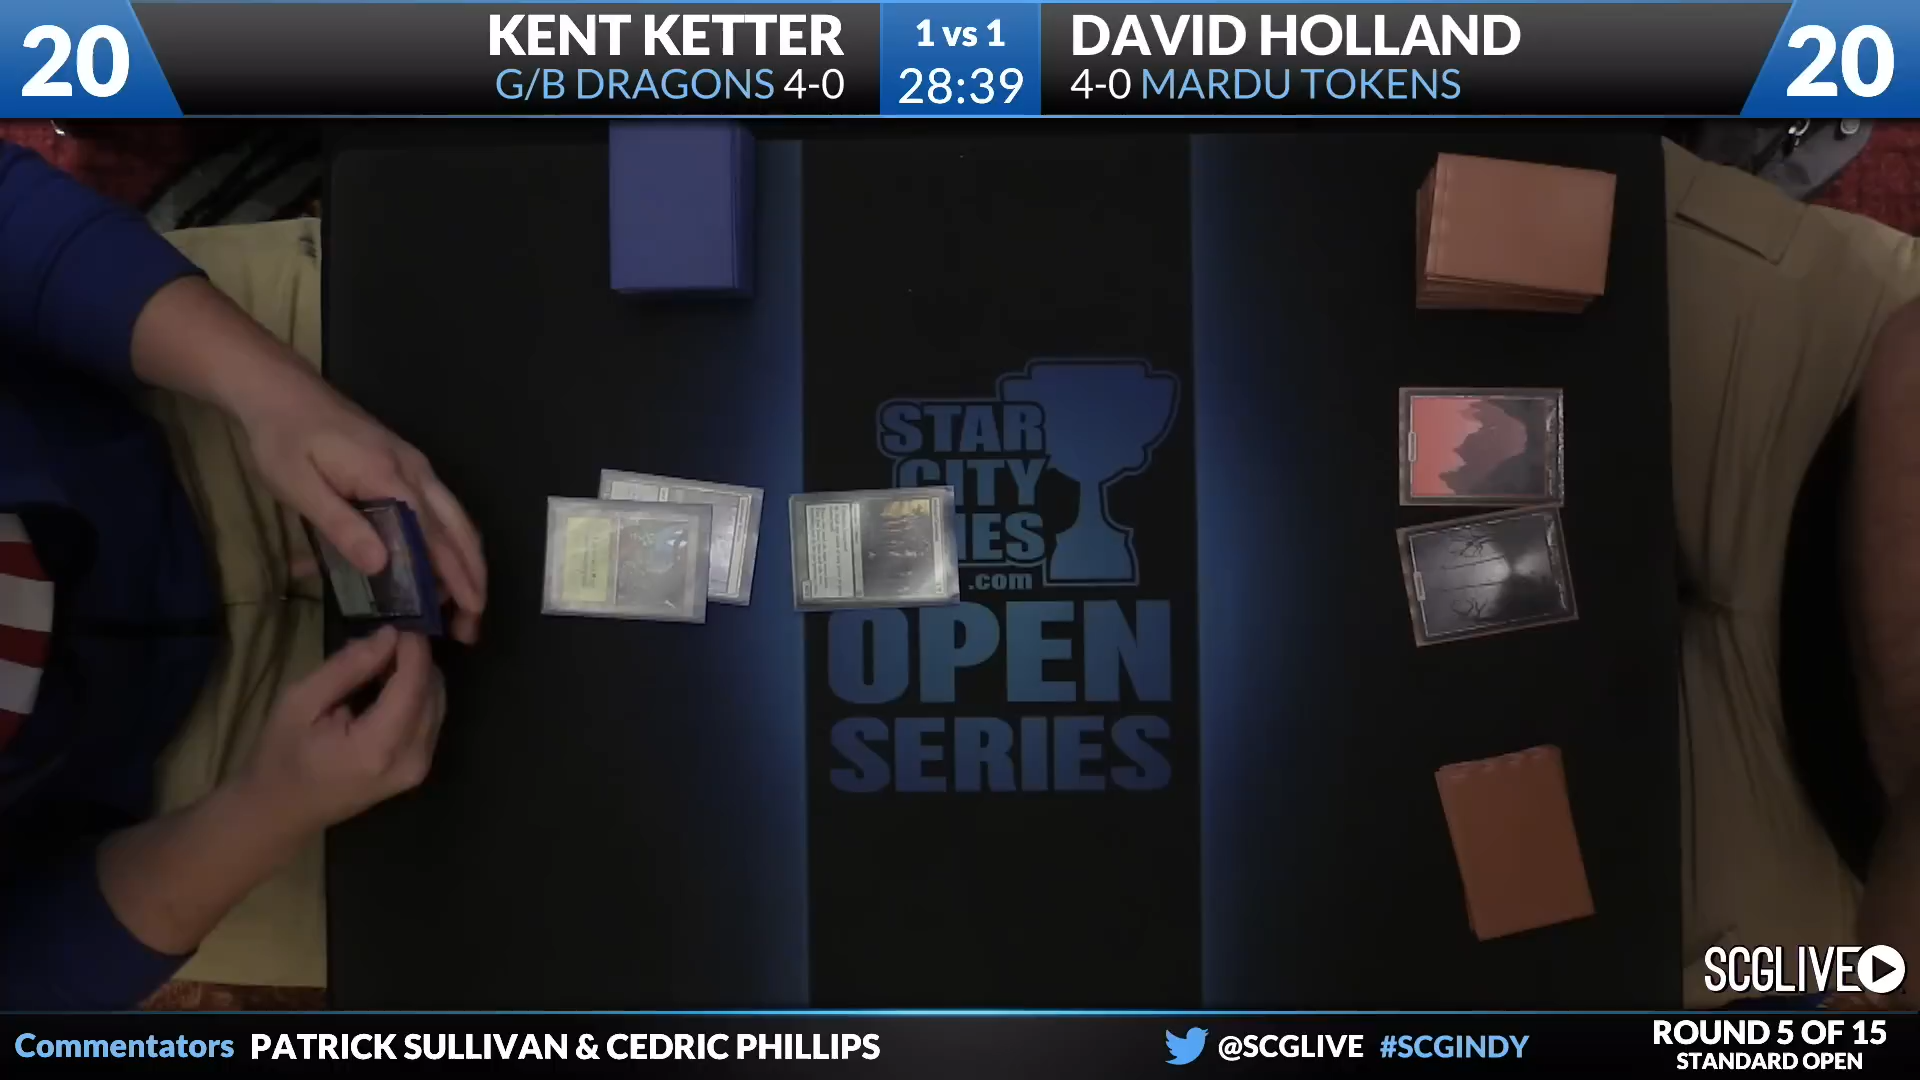 20
KENT KETTER
G/B DRAGONS 4-0
1 vs 1
28:39
DAVID HOLLAND
4-0 MARDU TOKENS
20
STAR
CITY
.com
OPEN
SERIES
SCGLIVE
Commentators PATRICK SULLIVAN & CEDRIC PHILLIPS
@SCGLIVE #SCGINDY
ROUND 5 OF 15
STANDARD OPEN